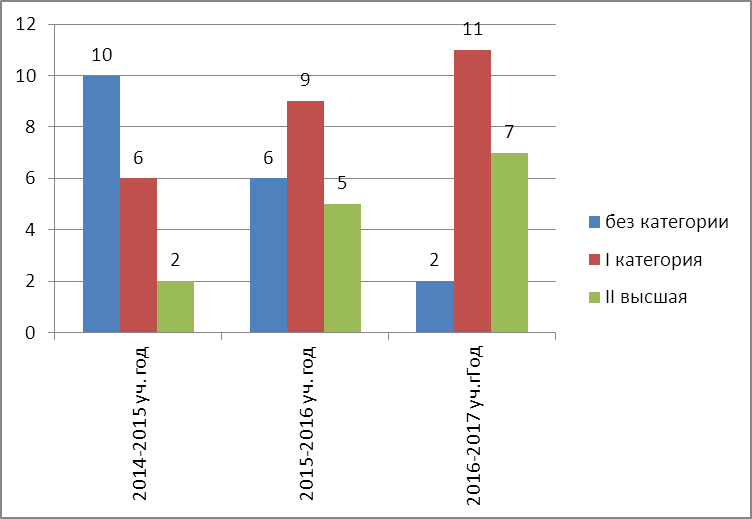 12
10
8
6
4
2
0
10
6
2
6
9
5
2
11
7
2014-2015 уч. год
2015-2016 уч. год
2016-2017 уч.гГод
без категории
I категория
II высшая